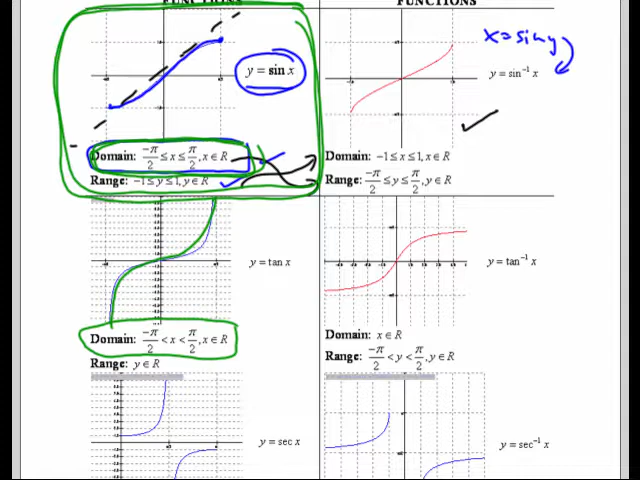 FUNCTIONS
FUNCTIONS
y = sin x
Domain: -π/2 ≤ x ≤ π/2, x ∈ R
Range: -1 ≤ y ≤ 1, y ∈ R
x = sin y
y = sin⁻¹ x
Domain: -1 ≤ x ≤ 1, x ∈ R
Range: -π/2 ≤ y ≤ π/2, y ∈ R
y = tan x
Domain: -π/2 < x < π/2, x ∈ R
Range: y ∈ R
y = tan⁻¹ x
Domain: x ∈ R
Range: -π/2 < y < π/2, y ∈ R
y = sec x
y = sec⁻¹ x